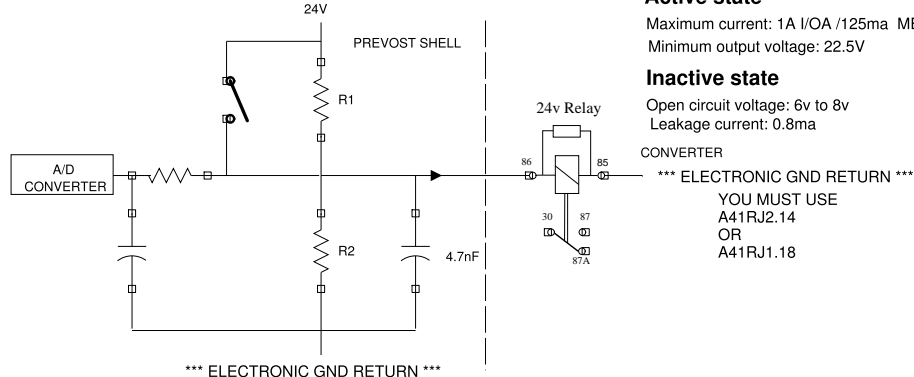 24V
PREVOST SHELL
R1
A/D
CONVERTER
R2
4.7nF
*** ELECTRONIC GND RETURN ***
24v Relay
86
85
30
87
87A
Active state
Maximum current: 1A I/OA /125ma
Minimum output voltage: 22.5V
Inactive state
Open circuit voltage: 6v to 8v
Leakage current: 0.8ma
CONVERTER
*** ELECTRONIC GND RETURN ***
YOU MUST USE
A41RJ2.14
OR
A41RJ1.18